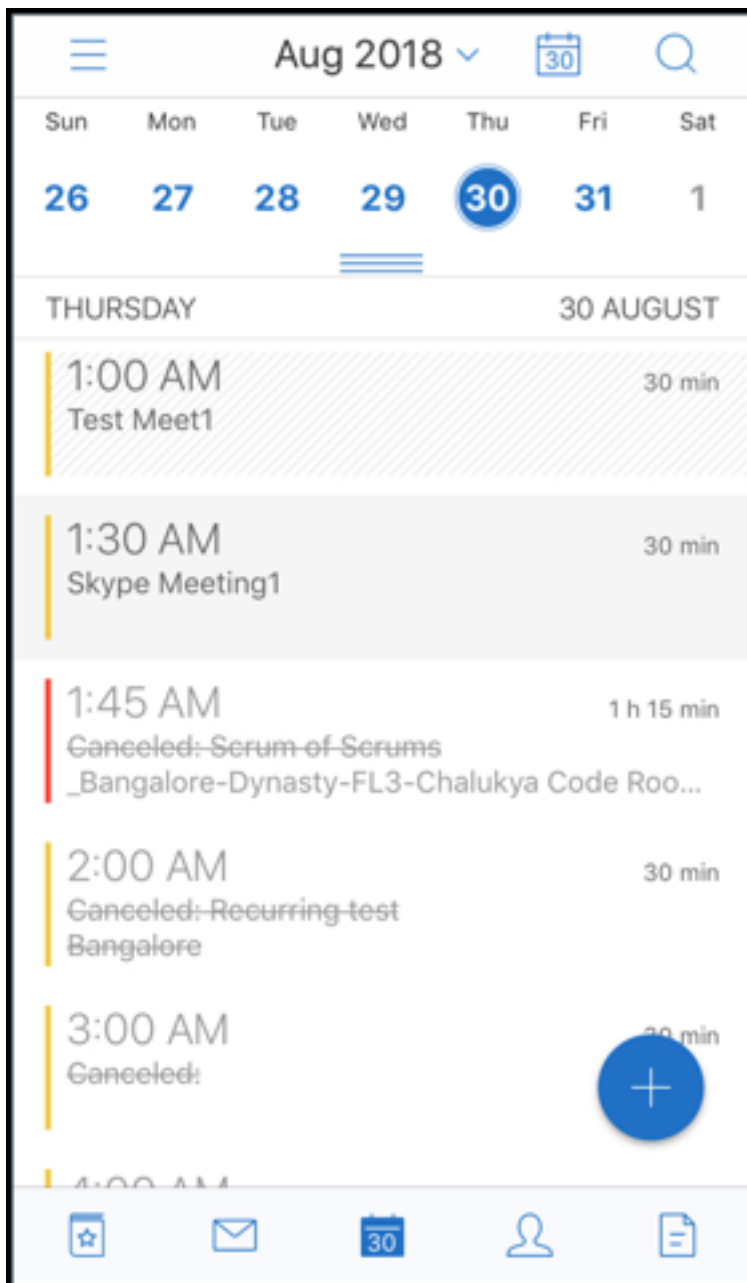 Aug 2018 30
Sun Mon Tue Wed Thu Fri Sat
26 27 28 29 30 31 1
THURSDAY 30 AUGUST
1:00 AM 30 min
Test Meet1
1:30 AM 30 min
Skype Meeting1
1:45 AM 1 h 15 min
Canceled: Scrum of Scrums
_Bangalore-Dynasty-FL3-Chalukya Code Roo...
2:00 AM 30 min
Canceled: Recurring test
Bangalore
3:00 AM min
Canceled:
30